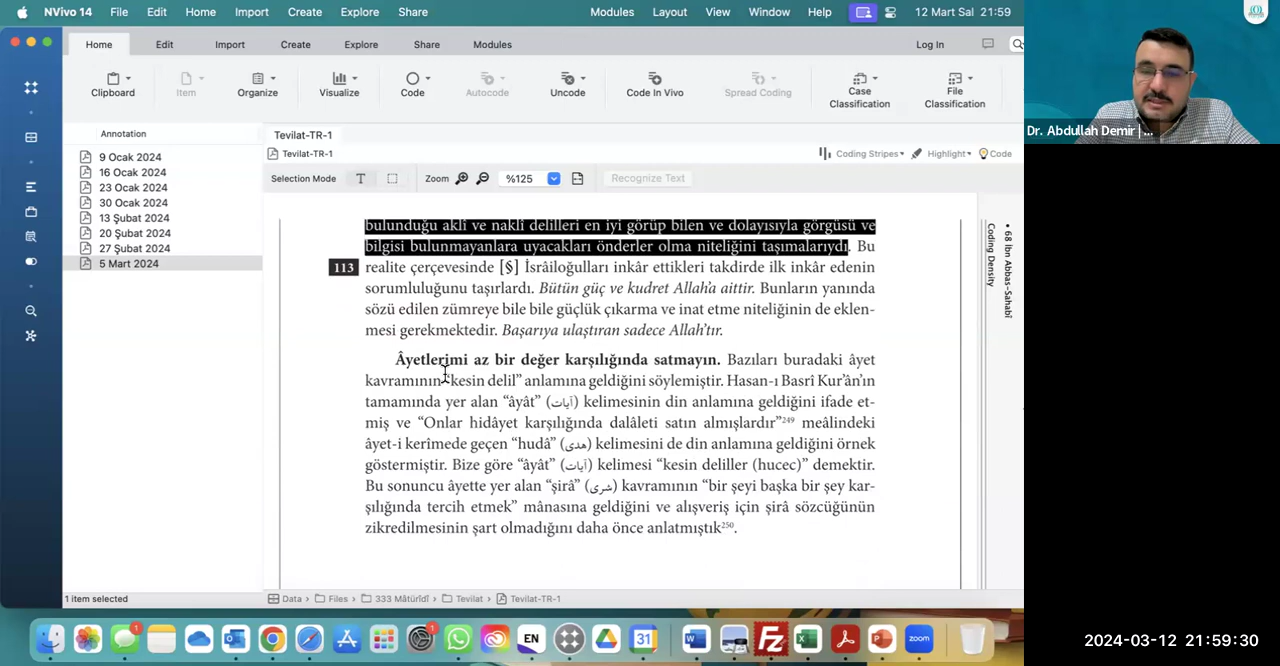 NVivo 14 File Edit Home Import Create Explore Share Modules Layout View Window Help 12 Mart Sal 21:59
Home Edit Import Create Explore Share Modules Log In
Clipboard Item Organize Visualize Code Autocode Uncode Code In Vivo Spread Coding Case Classification File Classification
Annotation
9 Ocak 2024
16 Ocak 2024
23 Ocak 2024
30 Ocak 2024
13 Şubat 2024
20 Şubat 2024
27 Şubat 2024
5 Mart 2024
Tevilat-TR-1
Tevilat-TR-1 Coding Stripes Highlight Code
Selection Mode T Zoom %125 Recognize Text
bulunduğu aklî ve naklî delilleri en iyi görüp bilen ve dolayısıyla görgüsü ve
bilgisi bulunmayanlara uyacakları önderler olma niteliğini taşımalarıydı. Bu
113 realite çerçevesinde [§] İsrâiloğulları inkâr ettikleri takdirde ilk inkâr edenin
sorumluluğunu taşırlardı. Bütün güç ve kudret Allah'a aittir. Bunların yanında
sözü edilen zümreye bile bile güçlük çıkarma ve inat etme niteliğinin de eklen-
mesi gerekmektedir. Başarıya ulaştıran sadece Allah'tır.
Âyetlerimi az bir değer karşılığında satmayın. Bazıları buradaki âyet
kavramının "kesin delil" anlamına geldiğini söylemiştir. Hasan-ı Basrî Kur'ân'ın
tamamında yer alan "âyât" (آيات) kelimesinin din anlamına geldiğini ifade et-
miş ve "Onlar hidâyet karşılığında dalâleti satın almışlardır"249 meâlindeki
âyet-i kerîmede geçen "hudâ" (هدى) kelimesini de din anlamına geldiğini örnek
göstermiştir. Bize göre "âyât" (آيات) kelimesi "kesin deliller (hucec)" demektir.
Bu sonuncu âyette yer alan "şirâ" (شرى) kavramının "bir şeyi başka bir şey kar-
şılığında tercih etmek" mânasına geldiğini ve alışveriş için şirâ sözcüğünün
zikredilmesinin şart olmadığını daha önce anlatmıştık250.
Coding Density
68 İbn Abbas-Sahabî
1 item selected
Data Files 333 Mâtürîdî Tevilat Tevilat-TR-1
1
1
EN
31
W
Fz
X
P
zoom
Dr. Abdullah Demir | ...
2024-03-12 21:59:30